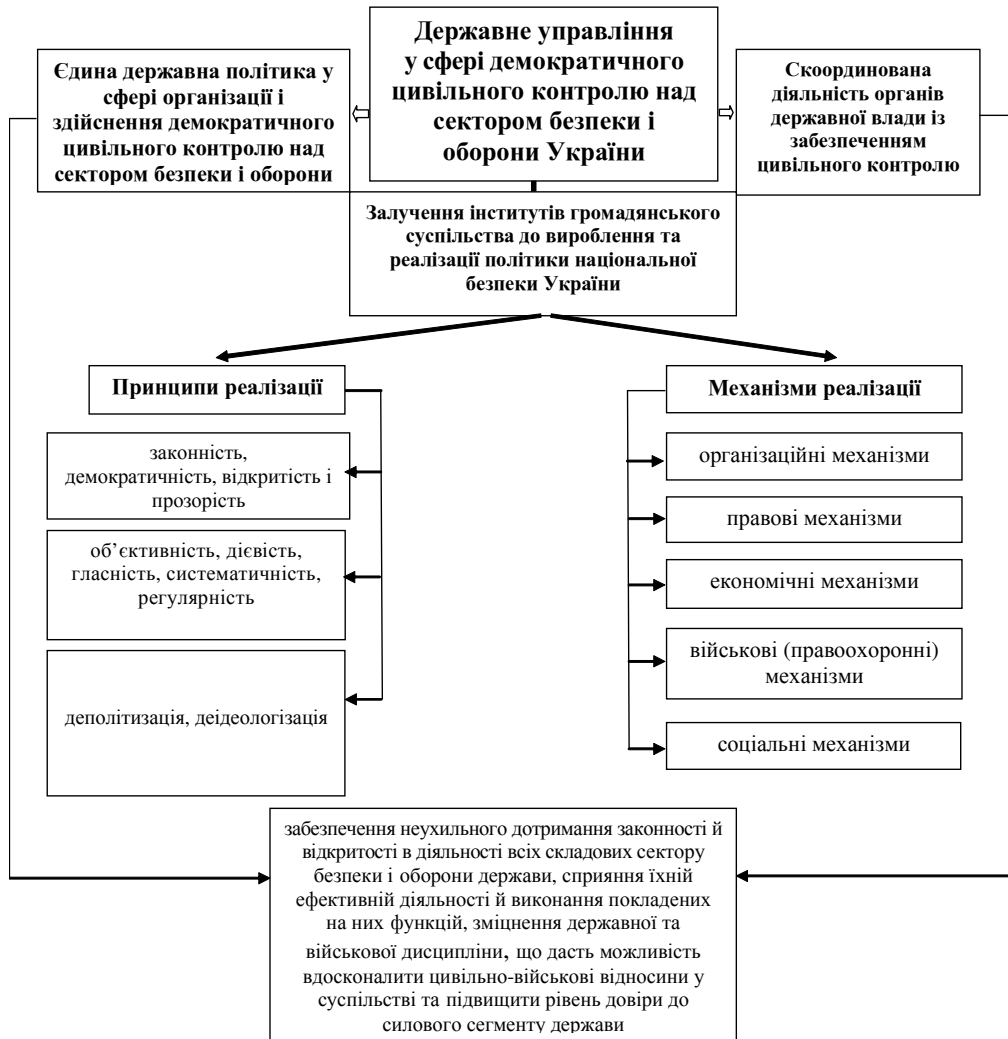 Державне управління
у сфері демократичного
цивільного контролю над
сектором безпеки і
оборони України
Єдина державна політика у
сфері організації і
здійснення демократичного
цивільного контролю над
сектором безпеки і оборони
Скоординована
діяльність органів
державної влади із
забезпеченням
цивільного контролю
Залучення інститутів громадянського
суспільства до вироблення та
реалізації політики національної
безпеки України
Принципи реалізації
законність,
демократичність, відкритість і
прозорість
об’єктивність, дієвість,
гласність, систематичність,
регулярність
деполітизація, деідеологізація
Механізми реалізації
організаційні механізми
правові механізми
економічні механізми
військові (правоохоронні)
механізми
соціальні механізми
забезпечення неухильного дотримання законності й
відкритості в діяльності всіх складових сектору
безпеки і оборони держави, сприяння їхній
ефективній діяльності й виконання покладених
на них функцій, зміцнення державної та
військової дисципліни, що дасть можливість
вдосконалити цивільно-військові відносини у
суспільстві та підвищити рівень довіри до
силового сегменту держави